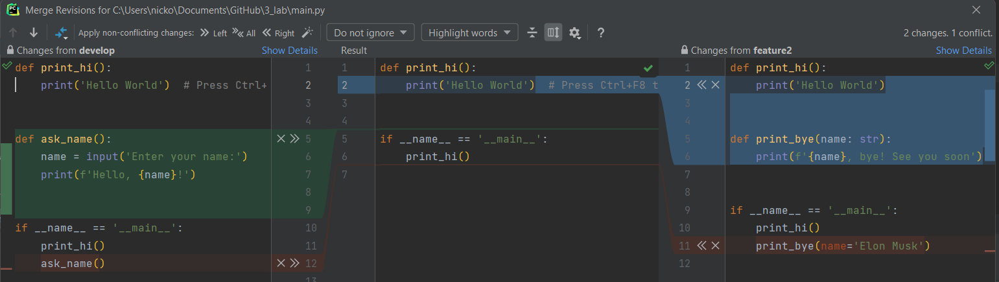 PC Merge Revisions for C:\Users\nicko\Documents\GitHub\3_lab\main.py
Apply non-conflicting changes: Left All Right Do not ignore Highlight words ? 2 changes. 1 conflict.
Changes from develop Show Details
def print_hi(): 1
print('Hello World')  # Press Ctrl+ 2
3
4
def ask_name(): 5
name = input('Enter your name:') 6
print(f'Hello, {name}!') 7
8
9
if __name__ == '__main__': 10
print_hi() 11
ask_name() 12
13
Result
1 def print_hi():
2 print('Hello World')  # Press Ctrl+F8 t
3
4
5 if __name__ == '__main__':
6 print_hi()
7
Changes from feature2 Show Details
1 def print_hi():
2 print('Hello World')
3
4
5 def print_bye(name: str):
6 print(f'{name}, bye! See you soon')
7
8
9 if __name__ == '__main__':
10 print_hi()
11 print_bye(name='Elon Musk')
12